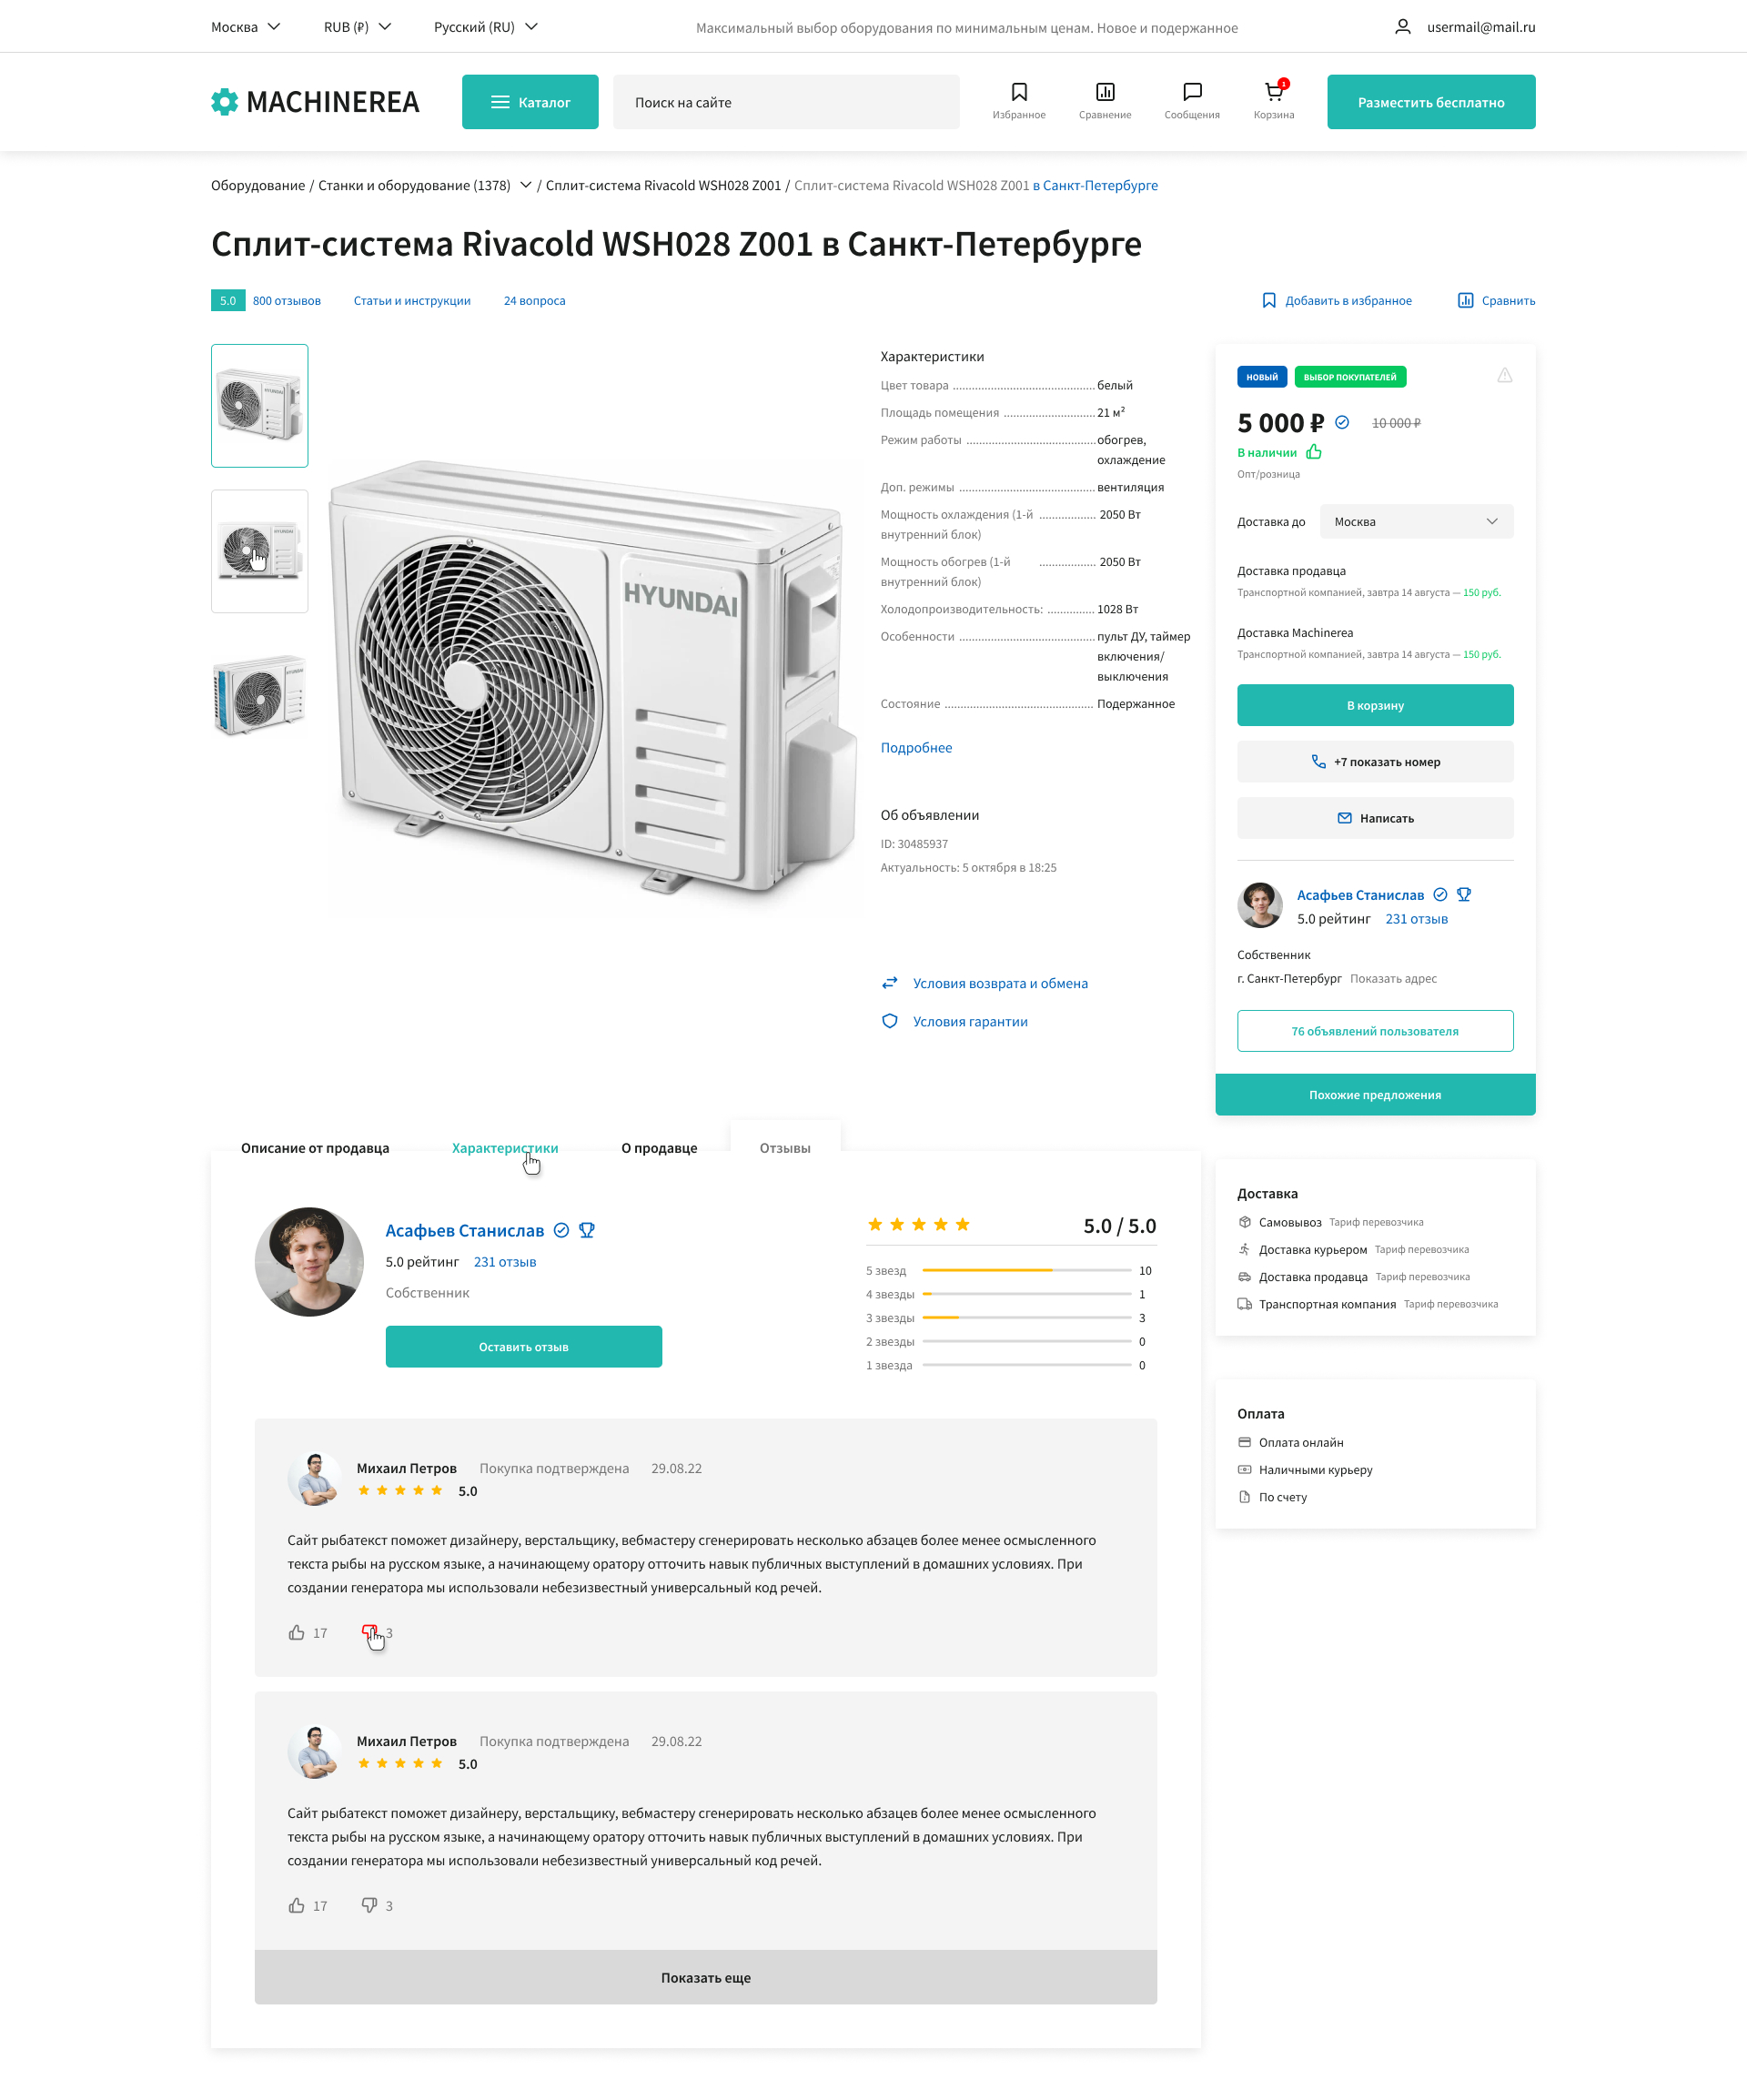 Москва
RUB (₽)
Русский (RU)
Максимальный выбор оборудования по минимальным ценам. Новое и подержанное
usermail@mail.ru
MACHINEREA
Каталог
Поиск на сайте
Избранное
Сравнение
Сообщения
1
Корзина
Разместить бесплатно
Оборудование / Станки и оборудование (1378) / Сплит-система Rivacold WSH028 Z001 / Сплит-система Rivacold WSH028 Z001 в Санкт-Петербурге
Сплит-система Rivacold WSH028 Z001 в Санкт-Петербурге
5.0
800 отзывов
Статьи и инструкции
24 вопроса
Добавить в избранное
Сравнить
HYUNDAI
Характеристики
Цвет товара белый
Площадь помещения 21 м²
Режим работы обогрев,
охлаждение
Доп. режимы вентиляция
Мощность охлаждения (1-й 2050 Вт
внутренний блок)
Мощность обогрев (1-й 2050 Вт
внутренний блок)
Холодопроизводительность: 1028 Вт
Особенности пульт ДУ, таймер
включения/
выключения
Состояние Подержанное
Подробнее
Об объявлении
ID: 30485937
Актуальность: 5 октября в 18:25
Условия возврата и обмена
Условия гарантии
НОВЫЙ
ВЫБОР ПОКУПАТЕЛЕЙ
5 000 ₽
10 000 ₽
В наличии
Опт/розница
Доставка до
Москва
Доставка продавца
Транспортной компанией, завтра 14 августа — 150 руб.
Доставка Machinerea
Транспортной компанией, завтра 14 августа — 150 руб.
В корзину
+7 показать номер
Написать
Асафьев Станислав
5.0 рейтинг 231 отзыв
Собственник
г. Санкт-Петербург Показать адрес
76 объявлений пользователя
Похожие предложения
Описание от продавца
Характеристики
О продавце
Отзывы
Асафьев Станислав
5.0 рейтинг 231 отзыв
Собственник
Оставить отзыв
5.0 / 5.0
5 звезд 10
4 звезды 1
3 звезды 3
2 звезды 0
1 звезда 0
Михаил Петров Покупка подтверждена 29.08.22
5.0
Сайт рыбатекст поможет дизайнеру, верстальщику, вебмастеру сгенерировать несколько абзацев более менее осмысленного
текста рыбы на русском языке, а начинающему оратору отточить навык публичных выступлений в домашних условиях. При
создании генератора мы использовали небезизвестный универсальный код речей.
17 3
Михаил Петров Покупка подтверждена 29.08.22
5.0
Сайт рыбатекст поможет дизайнеру, верстальщику, вебмастеру сгенерировать несколько абзацев более менее осмысленного
текста рыбы на русском языке, а начинающему оратору отточить навык публичных выступлений в домашних условиях. При
создании генератора мы использовали небезизвестный универсальный код речей.
17 3
Показать еще
Доставка
Самовывоз Тариф перевозчика
Доставка курьером Тариф перевозчика
Доставка продавца Тариф перевозчика
Транспортная компания Тариф перевозчика
Оплата
Оплата онлайн
Наличными курьеру
По счету